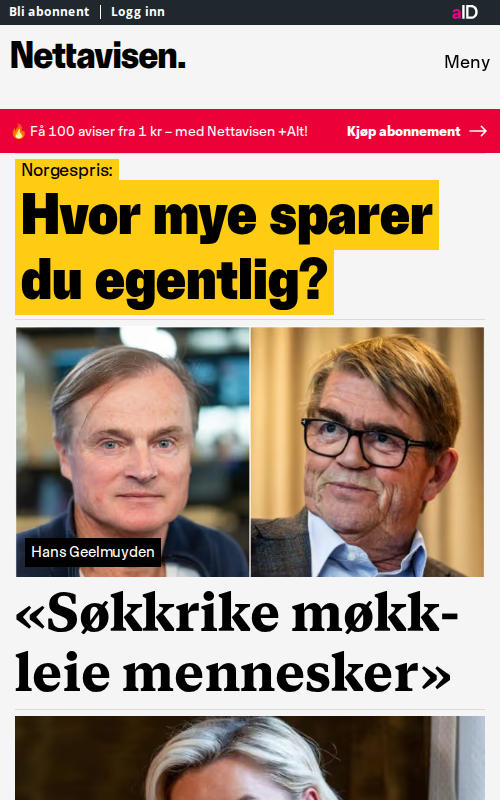 Bli abonnent | Logg inn
aID
Nettavisen.
Meny
🔥 Få 100 aviser fra 1 kr – med Nettavisen +Alt!
Kjøp abonnement →
Norgespris:
Hvor mye sparer
du egentlig?
Hans Geelmuyden
«Søkkrike møkk-
leie mennesker»